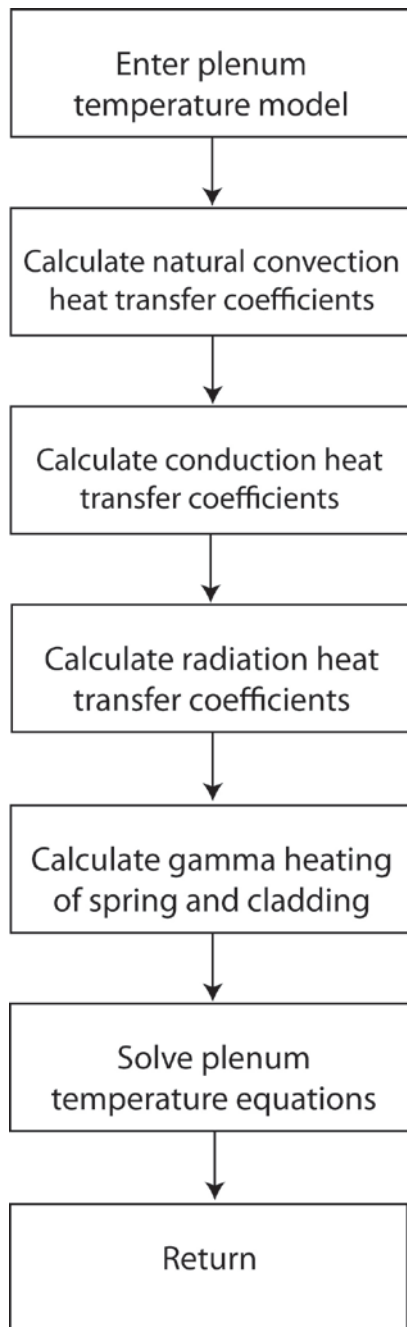 Enter plenum
temperature model
Calculate natural convection
heat transfer coefficients
Calculate conduction heat
transfer coefficients
Calculate radiation heat
transfer coefficients
Calculate gamma heating
of spring and cladding
Solve plenum
temperature equations
Return